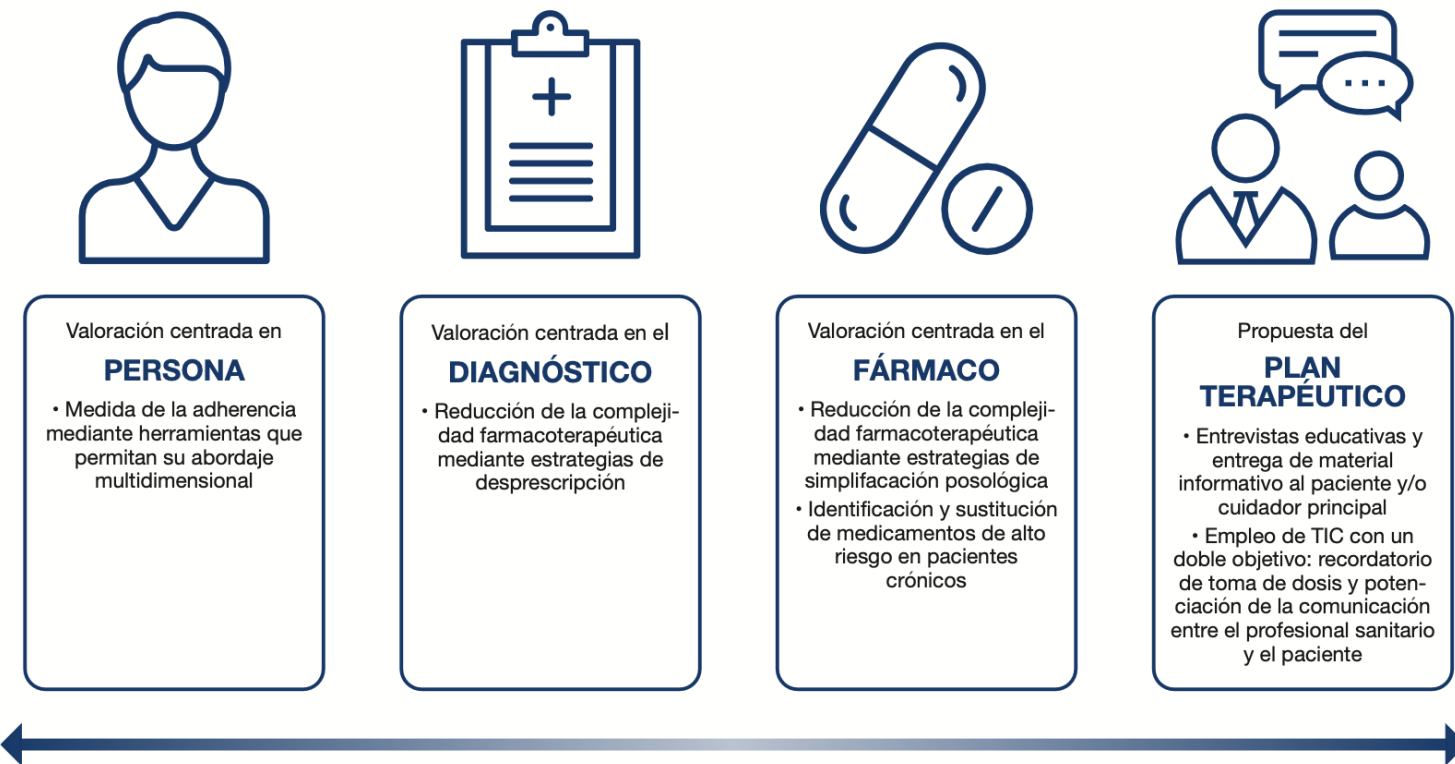 Valoración centrada en
PERSONA
• Medida de la adherencia
mediante herramientas que
permitan su abordaje
multidimensional
Valoración centrada en el
DIAGNÓSTICO
• Reducción de la compleji-
dad farmacoterapéutica
mediante estrategias de
desprescripción
Valoración centrada en el
FÁRMACO
• Reducción de la compleji-
dad farmacoterapéutica
mediante estrategias de
simplifacación posológica
• Identificación y sustitución
de medicamentos de alto
riesgo en pacientes
crónicos
Propuesta del
PLAN
TERAPÉUTICO
• Entrevistas educativas y
entrega de material
informativo al paciente y/o
cuidador principal
• Empleo de TIC con un
doble objetivo: recordatorio
de toma de dosis y poten-
ciación de la comunicación
entre el profesional sanitario
y el paciente